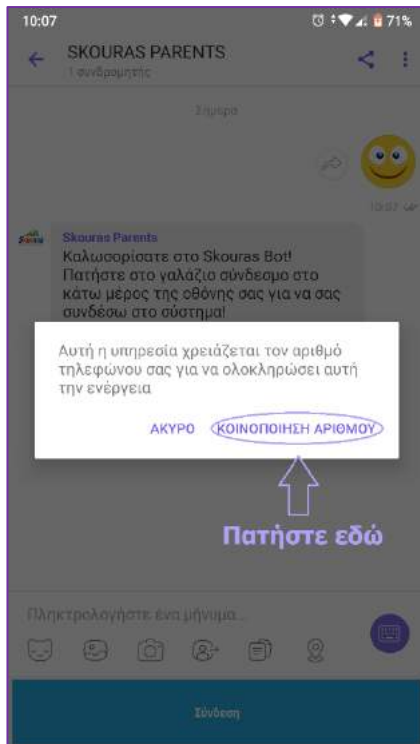 10:07
71%
SKOURAS PARENTS
1 συνδρομητής
Σήμερα
10:07
Skouras Parents
Καλωσορίσατε στο Skouras Bot!
Πατήστε στο γαλάζιο σύνδεσμο στο
κάτω μέρος της οθόνης σας για να σας
συνδέσω στο σύστημα!
Αυτή η υπηρεσία χρειάζεται τον αριθμό
τηλεφώνου σας για να ολοκληρώσει αυτή
την ενέργεια
ΑΚΥΡΟ ΚΟΙΝΟΠΟΙΗΣΗ ΑΡΙΘΜΟΥ
Πατήστε εδώ
Πληκτρολογήστε ένα μήνυμα...
Σύνδεση